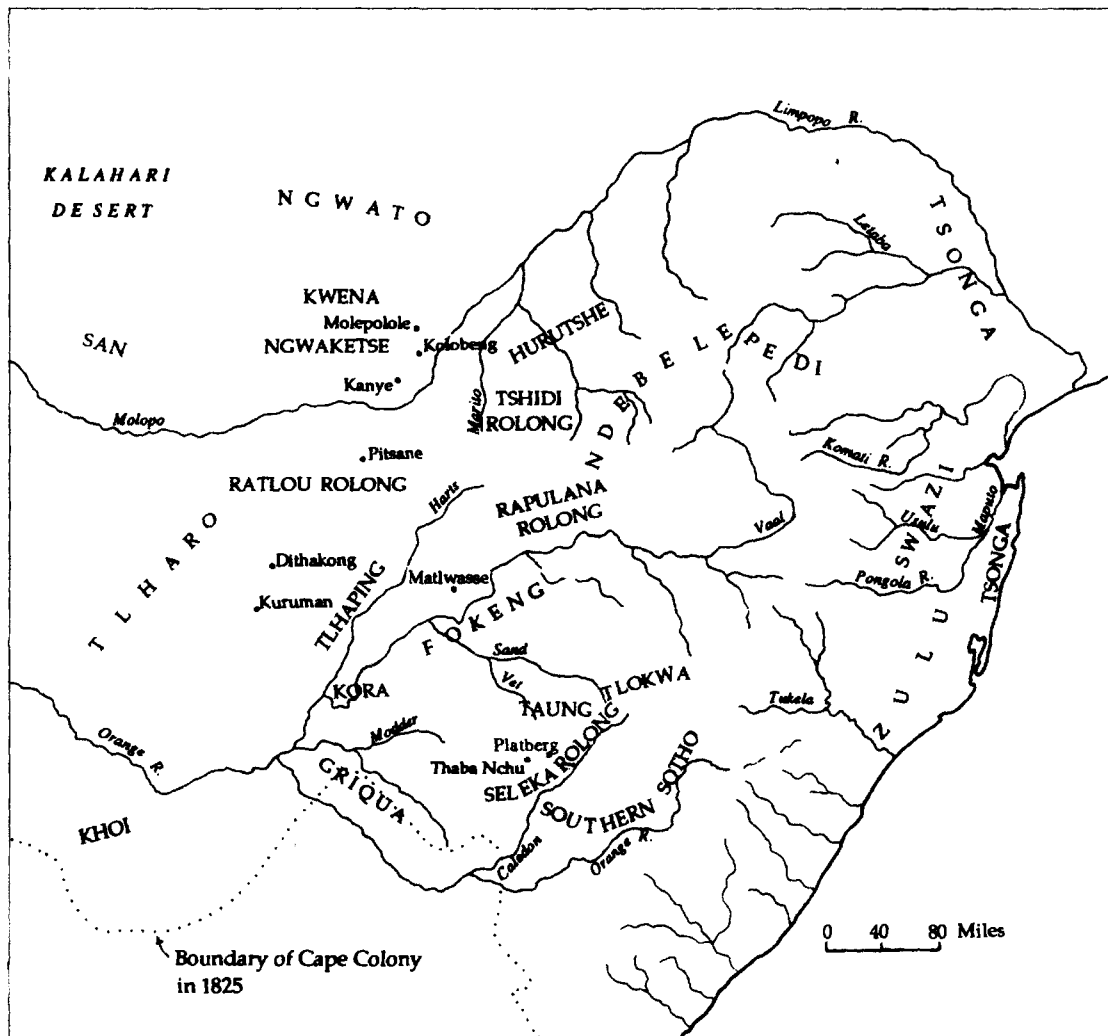 Limpopo R.
KALAHARI
DESERT
NGWATO
TSONGA
Letaba
KWENA
Molepolole
SAN
NGWAKETSE
Kolobeng
HURUTSHE
NDEBELE
PEDI
Kanye
Molopo
Mariso
TSHIDI
ROLONG
Pitsane
Komati R.
RATLOU ROLONG
Harts
RAPULANA
ROLONG
SWAZI
Usulu
Maputo
Vaal
TLHARO
Dithakong
Matlwasse
Pongola R.
TSONGA
Kuruman
TLHAPING
FOKENG
ZULU
Sand
Vet
KORA
TLOKWA
TAUNG
Tukela
Orange R.
Modder
Platberg
Thaba Nchu
SELEKA ROLONG
GRIQUA
SOUTHERN SOTHO
KHOI
Caledon
Orange R.
0 40 80 Miles
Boundary of Cape Colony
in 1825